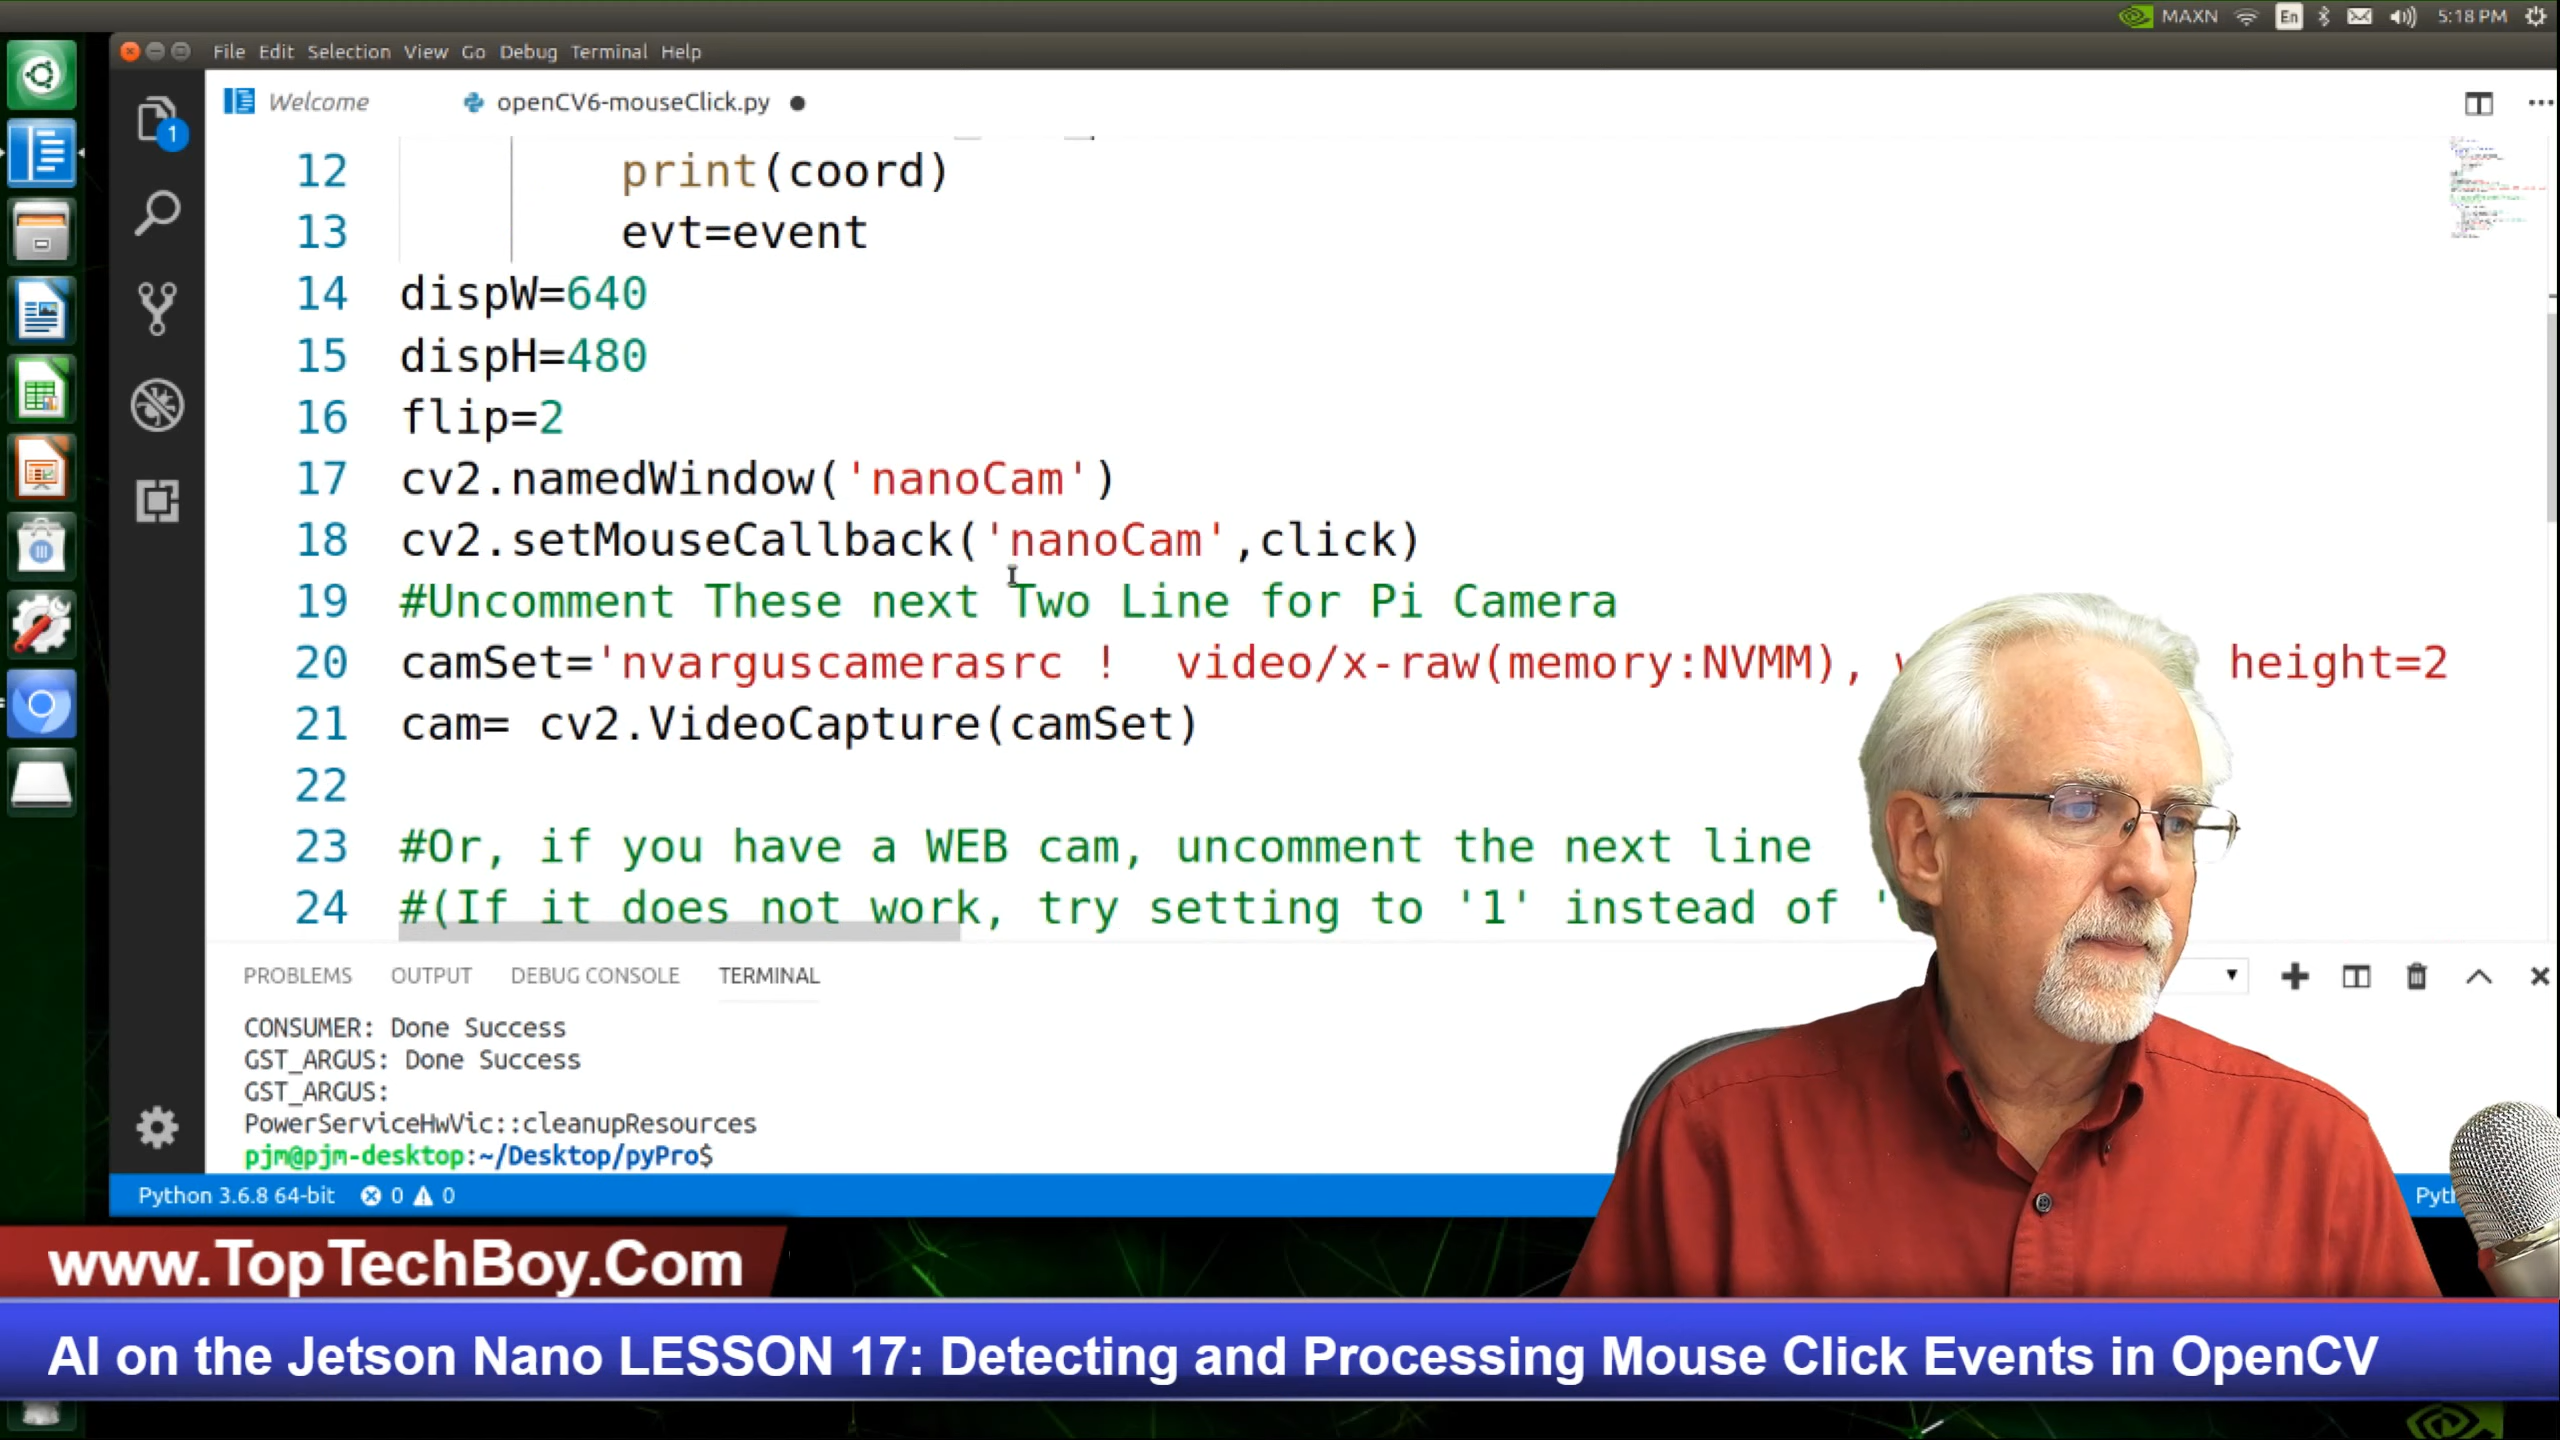 MAXN En 5:18 PM
File Edit Selection View Go Debug Terminal Help
Welcome openCV6-mouseClick.py
1
12 print(coord)
13 evt=event
14 dispW=640
15 dispH=480
16 flip=2
17 cv2.namedWindow('nanoCam')
18 cv2.setMouseCallback('nanoCam',click)
19 #Uncomment These next Two Line for Pi Camera
20 camSet='nvarguscamerasrc !  video/x-raw(memory:NVMM), height=2
21 cam= cv2.VideoCapture(camSet)
22
23 #Or, if you have a WEB cam, uncomment the next line
24 #(If it does not work, try setting to '1' instead of '
PROBLEMS OUTPUT DEBUG CONSOLE TERMINAL
CONSUMER: Done Success
GST_ARGUS: Done Success
GST_ARGUS:
PowerServiceHwVic::cleanupResources
pjm@pjm-desktop:~/Desktop/pyPro$
Python 3.6.8 64-bit 0 0
www.TopTechBoy.Com
AI on the Jetson Nano LESSON 17: Detecting and Processing Mouse Click Events in OpenCV